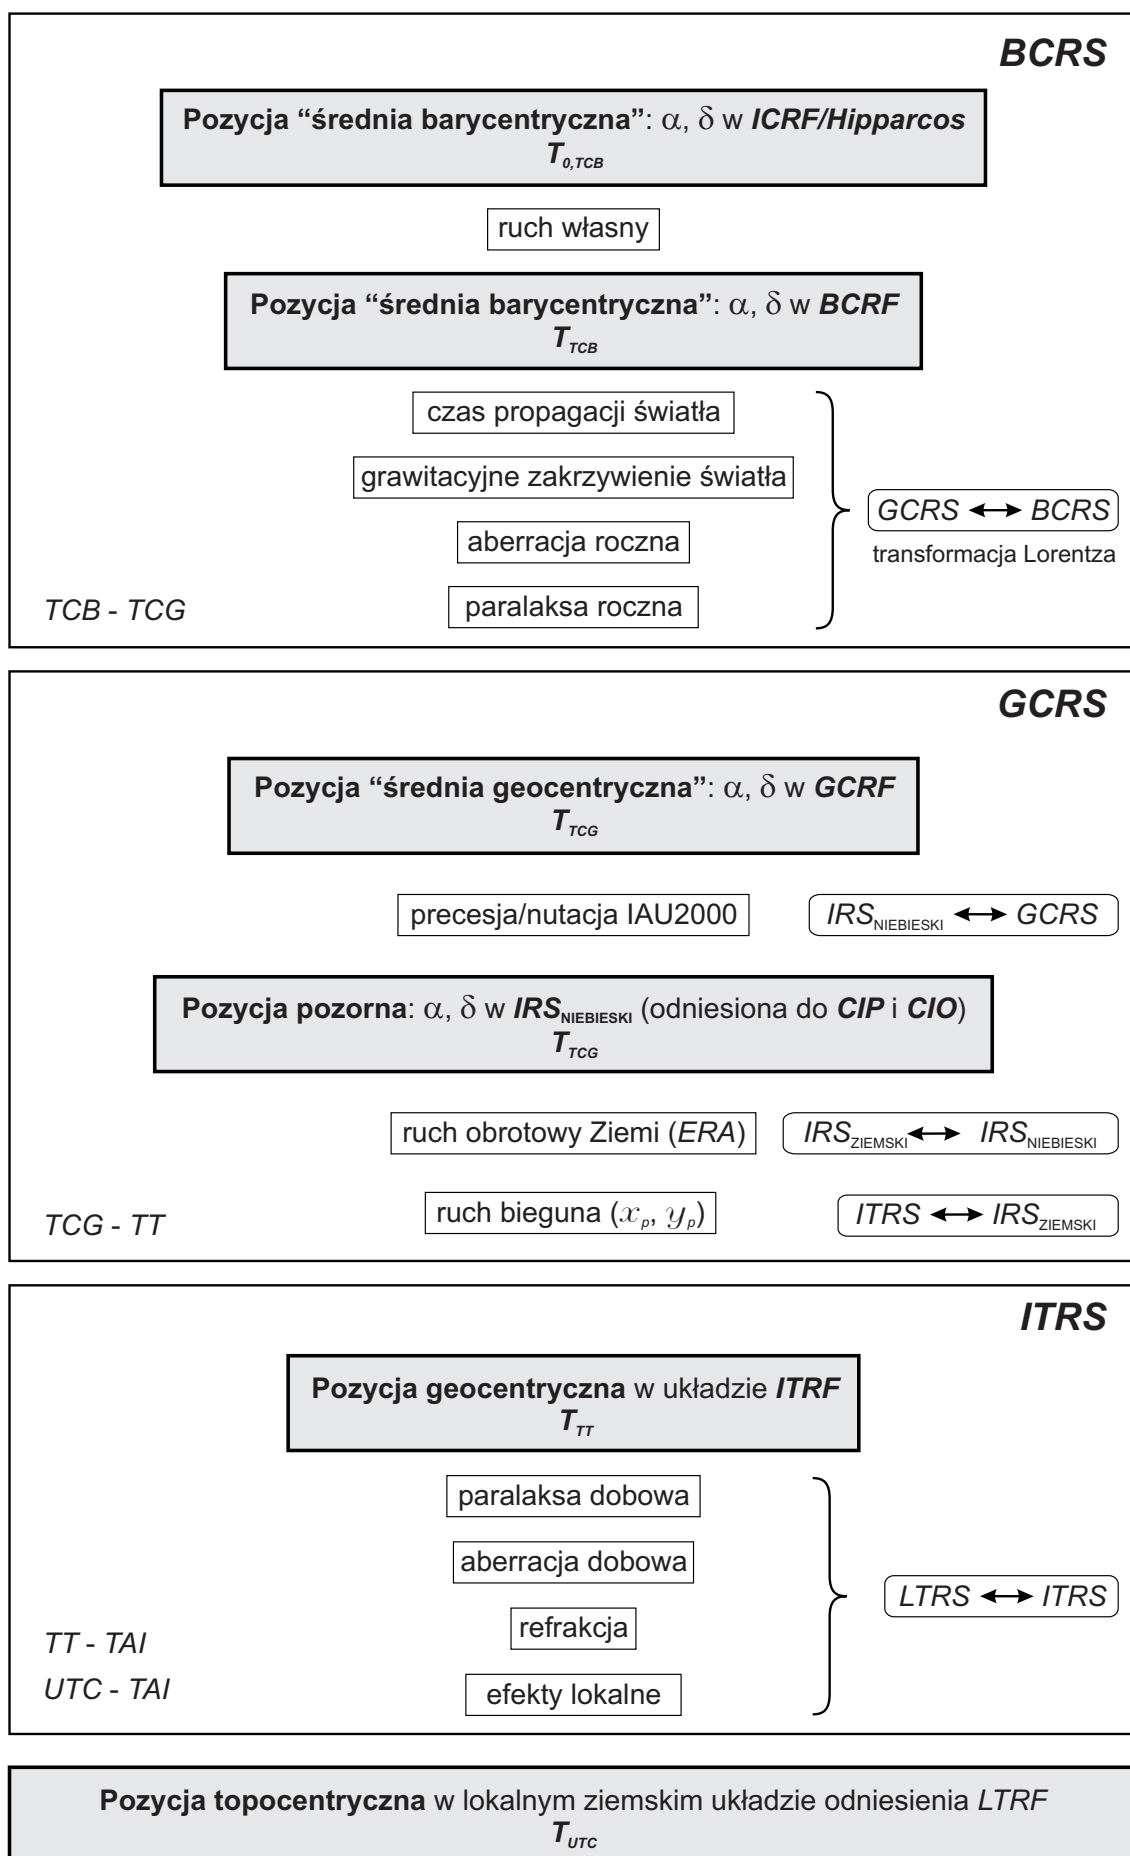 BCRS
Pozycja “średnia barycentryczna”: α, δ w ICRF/Hipparcos
T0,TCB
ruch własny
Pozycja “średnia barycentryczna”: α, δ w BCRF
TTCB
czas propagacji światła
grawitacyjne zakrzywienie światła
GCRS ↔ BCRS
aberracja roczna
transformacja Lorentza
paralaksa roczna
TCB - TCG
GCRS
Pozycja “średnia geocentryczna”: α, δ w GCRF
TTCG
precesja/nutacja IAU2000
IRSNIEBIESKI ↔ GCRS
Pozycja pozorna: α, δ w IRSNIEBIESKI (odniesiona do CIP i CIO)
TTCG
ruch obrotowy Ziemi (ERA)
IRSZIEMSKI ↔ IRSNIEBIESKI
ruch bieguna (xp, yp)
ITRS ↔ IRSZIEMSKI
TCG - TT
ITRS
Pozycja geocentryczna w układzie ITRF
TTT
paralaksa dobowa
aberracja dobowa
LTRS ↔ ITRS
refrakcja
TT - TAI
efekty lokalne
UTC - TAI
Pozycja topocentryczna w lokalnym ziemskim układzie odniesienia LTRF
TUTC